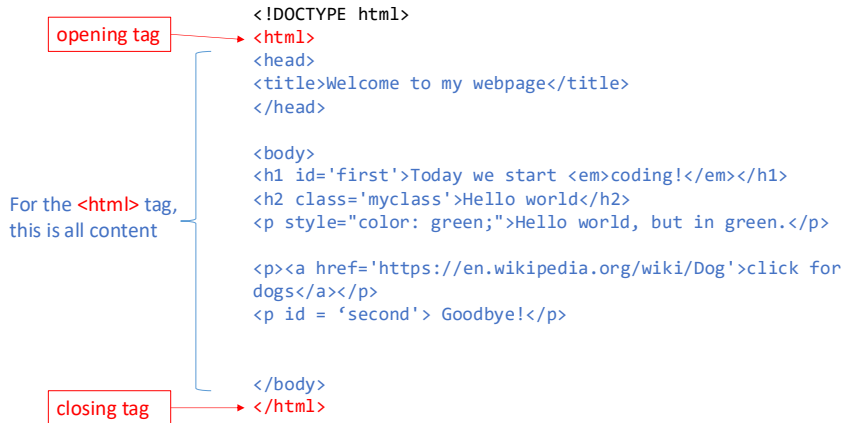 <!DOCTYPE html>
opening tag
<html>
<head>
<title>Welcome to my webpage</title>
</head>
<body>
<h1 id='first'>Today we start <em>coding!</em></h1>
<h2 class='myclass'>Hello world</h2>
For the <html> tag,
this is all content
<p style="color: green;">Hello world, but in green.</p>
<p><a href='https://en.wikipedia.org/wiki/Dog'>click for
dogs</a></p>
<p id = ‘second'> Goodbye!</p>
</body>
closing tag
</html>